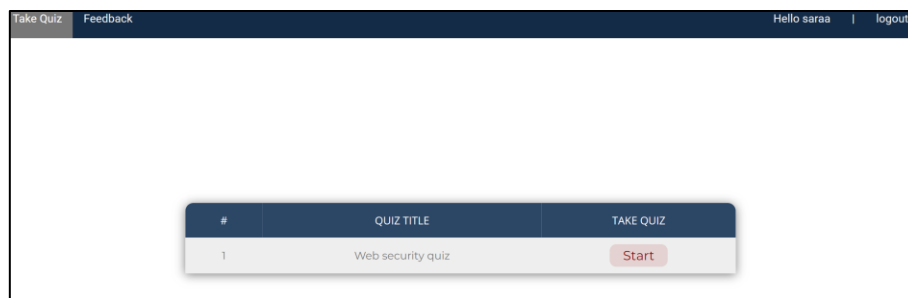 Take Quiz Feedback Hello saraa | logout
# QUIZ TITLE TAKE QUIZ
1 Web security quiz Start